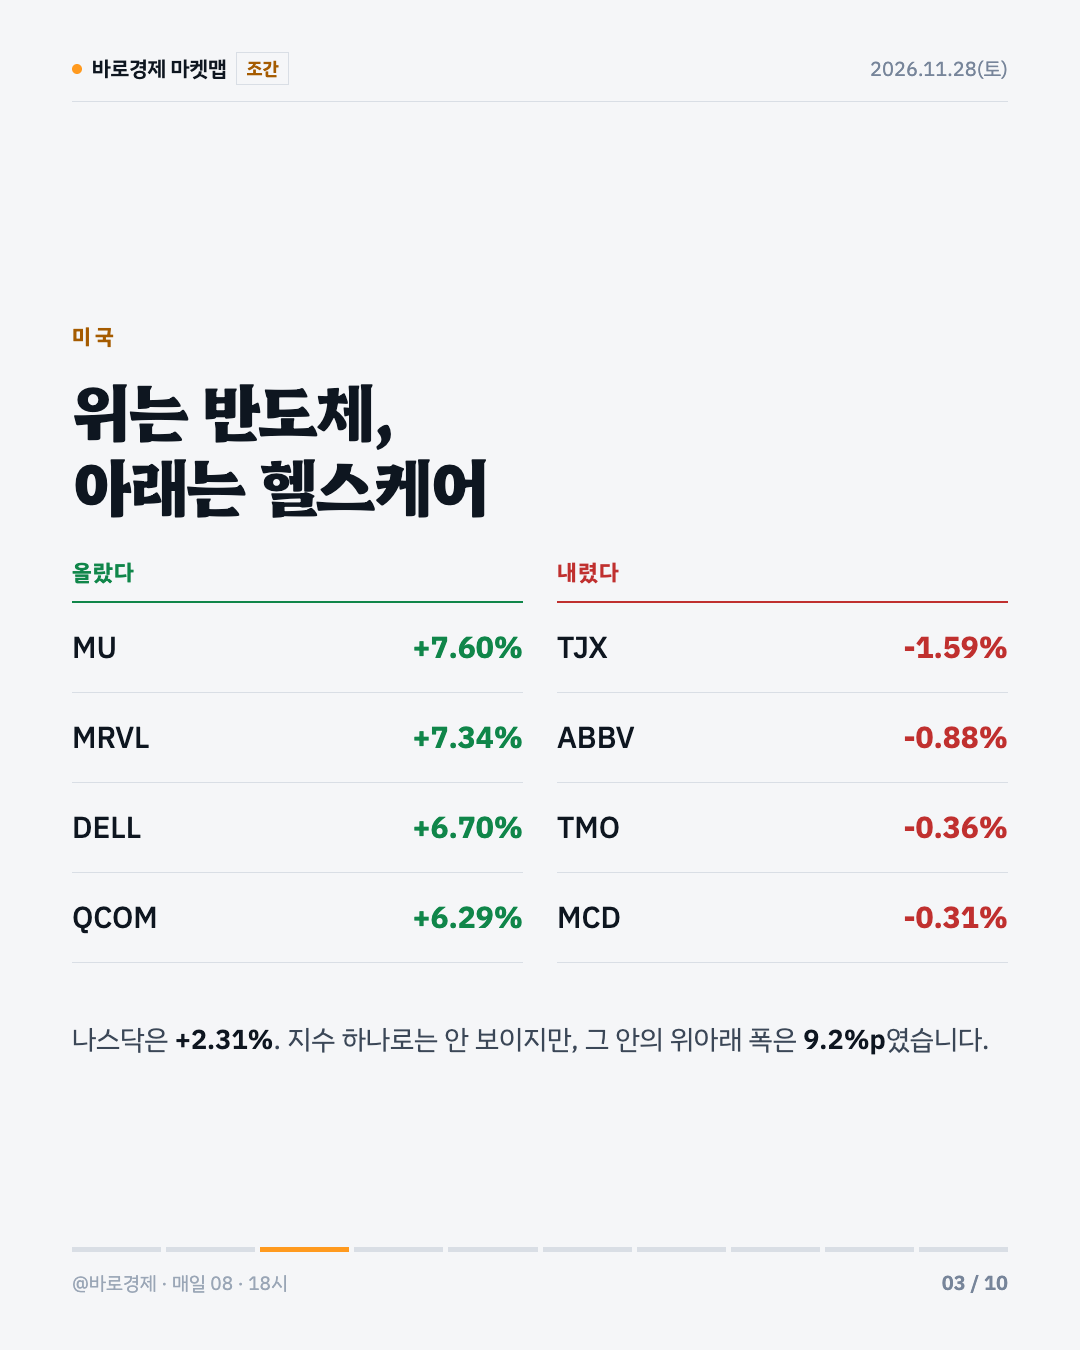 바로경제 마켓맵 조간 2026.11.28(토)
미국
위는 반도체,
아래는 헬스케어
올랐다 내렸다
MU +7.60% TJX -1.59%
MRVL +7.34% ABBV -0.88%
DELL +6.70% TMO -0.36%
QCOM +6.29% MCD -0.31%
나스닥은 +2.31%. 지수 하나로는 안 보이지만, 그 안의 위아래 폭은 9.2%p였습니다.
@바로경제 · 매일 08 · 18시 03 / 10